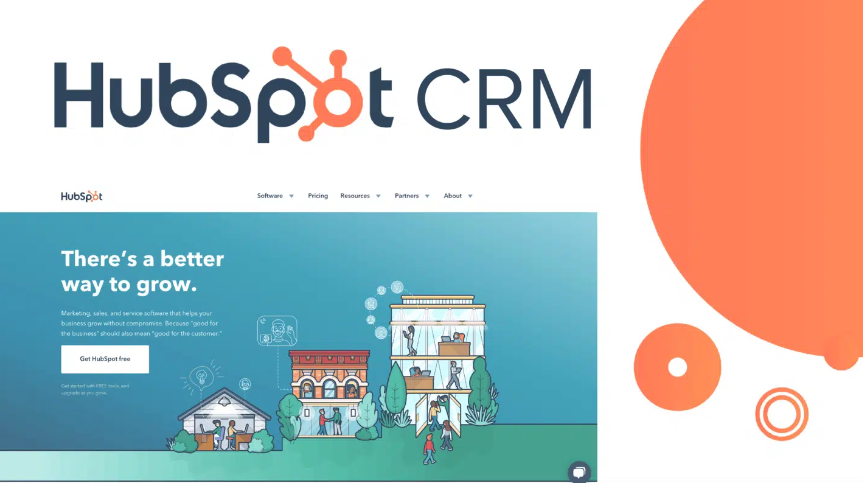 HubSpot CRM
HubSpot
Software
Pricing
Resources
Partners
About
There's a better
way to grow.
Marketing, sales, and service software that helps your
business grow without compromise. Because "good for
the business" should also mean "good for the customer."
Get HubSpot free
Get started with FREE tools, and
upgrade as you grow.